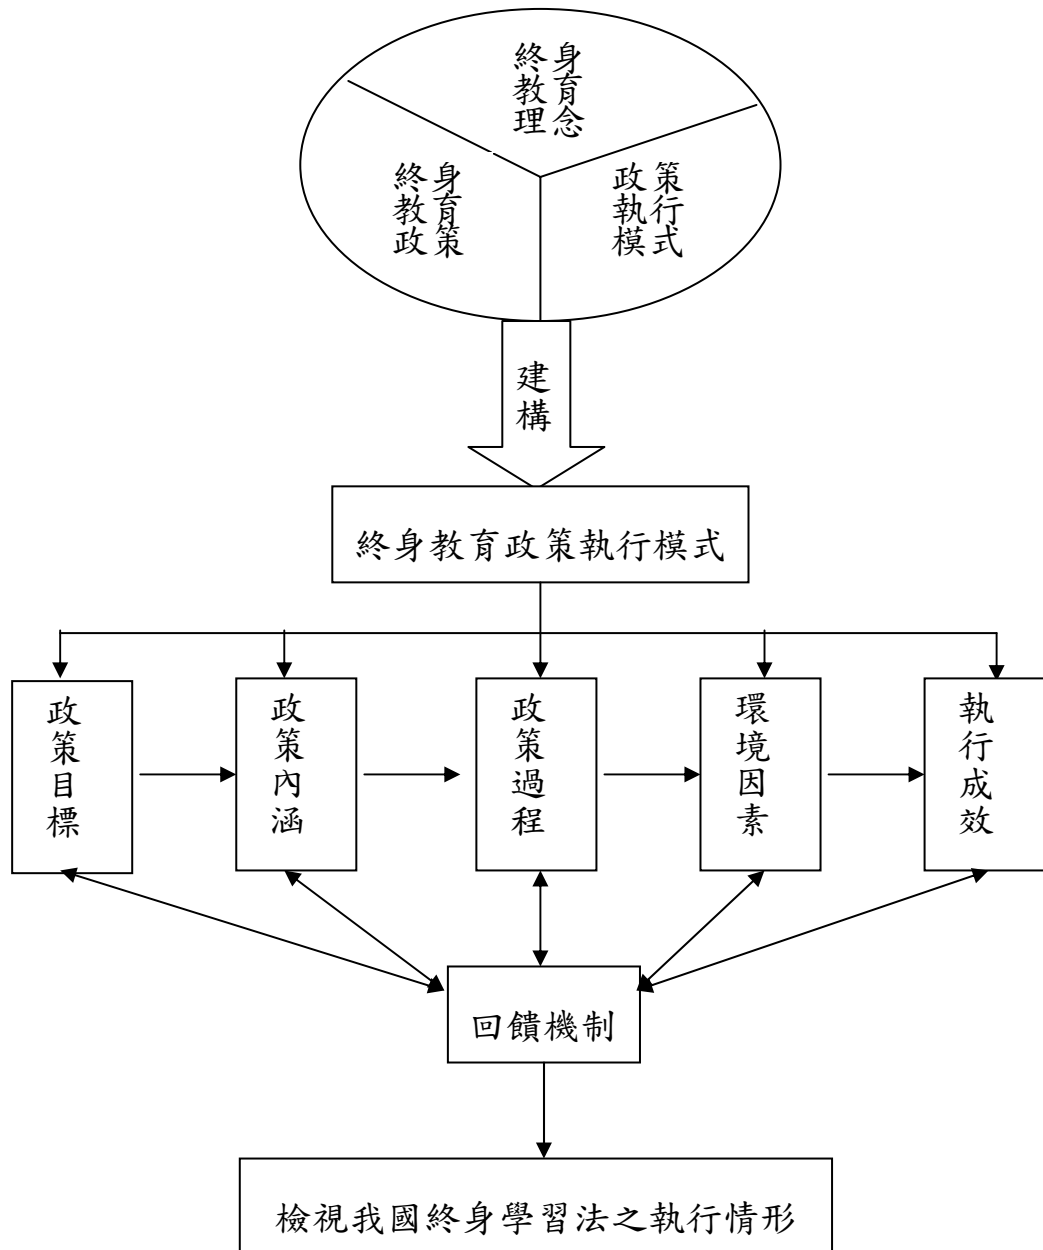 終身
教育
理念
終身
教育
政策
政策
執行
模式
建構
終身教育政策執行模式
政策目標
政策內涵
政策過程
環境因素
執行成效
回饋機制
檢視我國終身學習法之執行情形